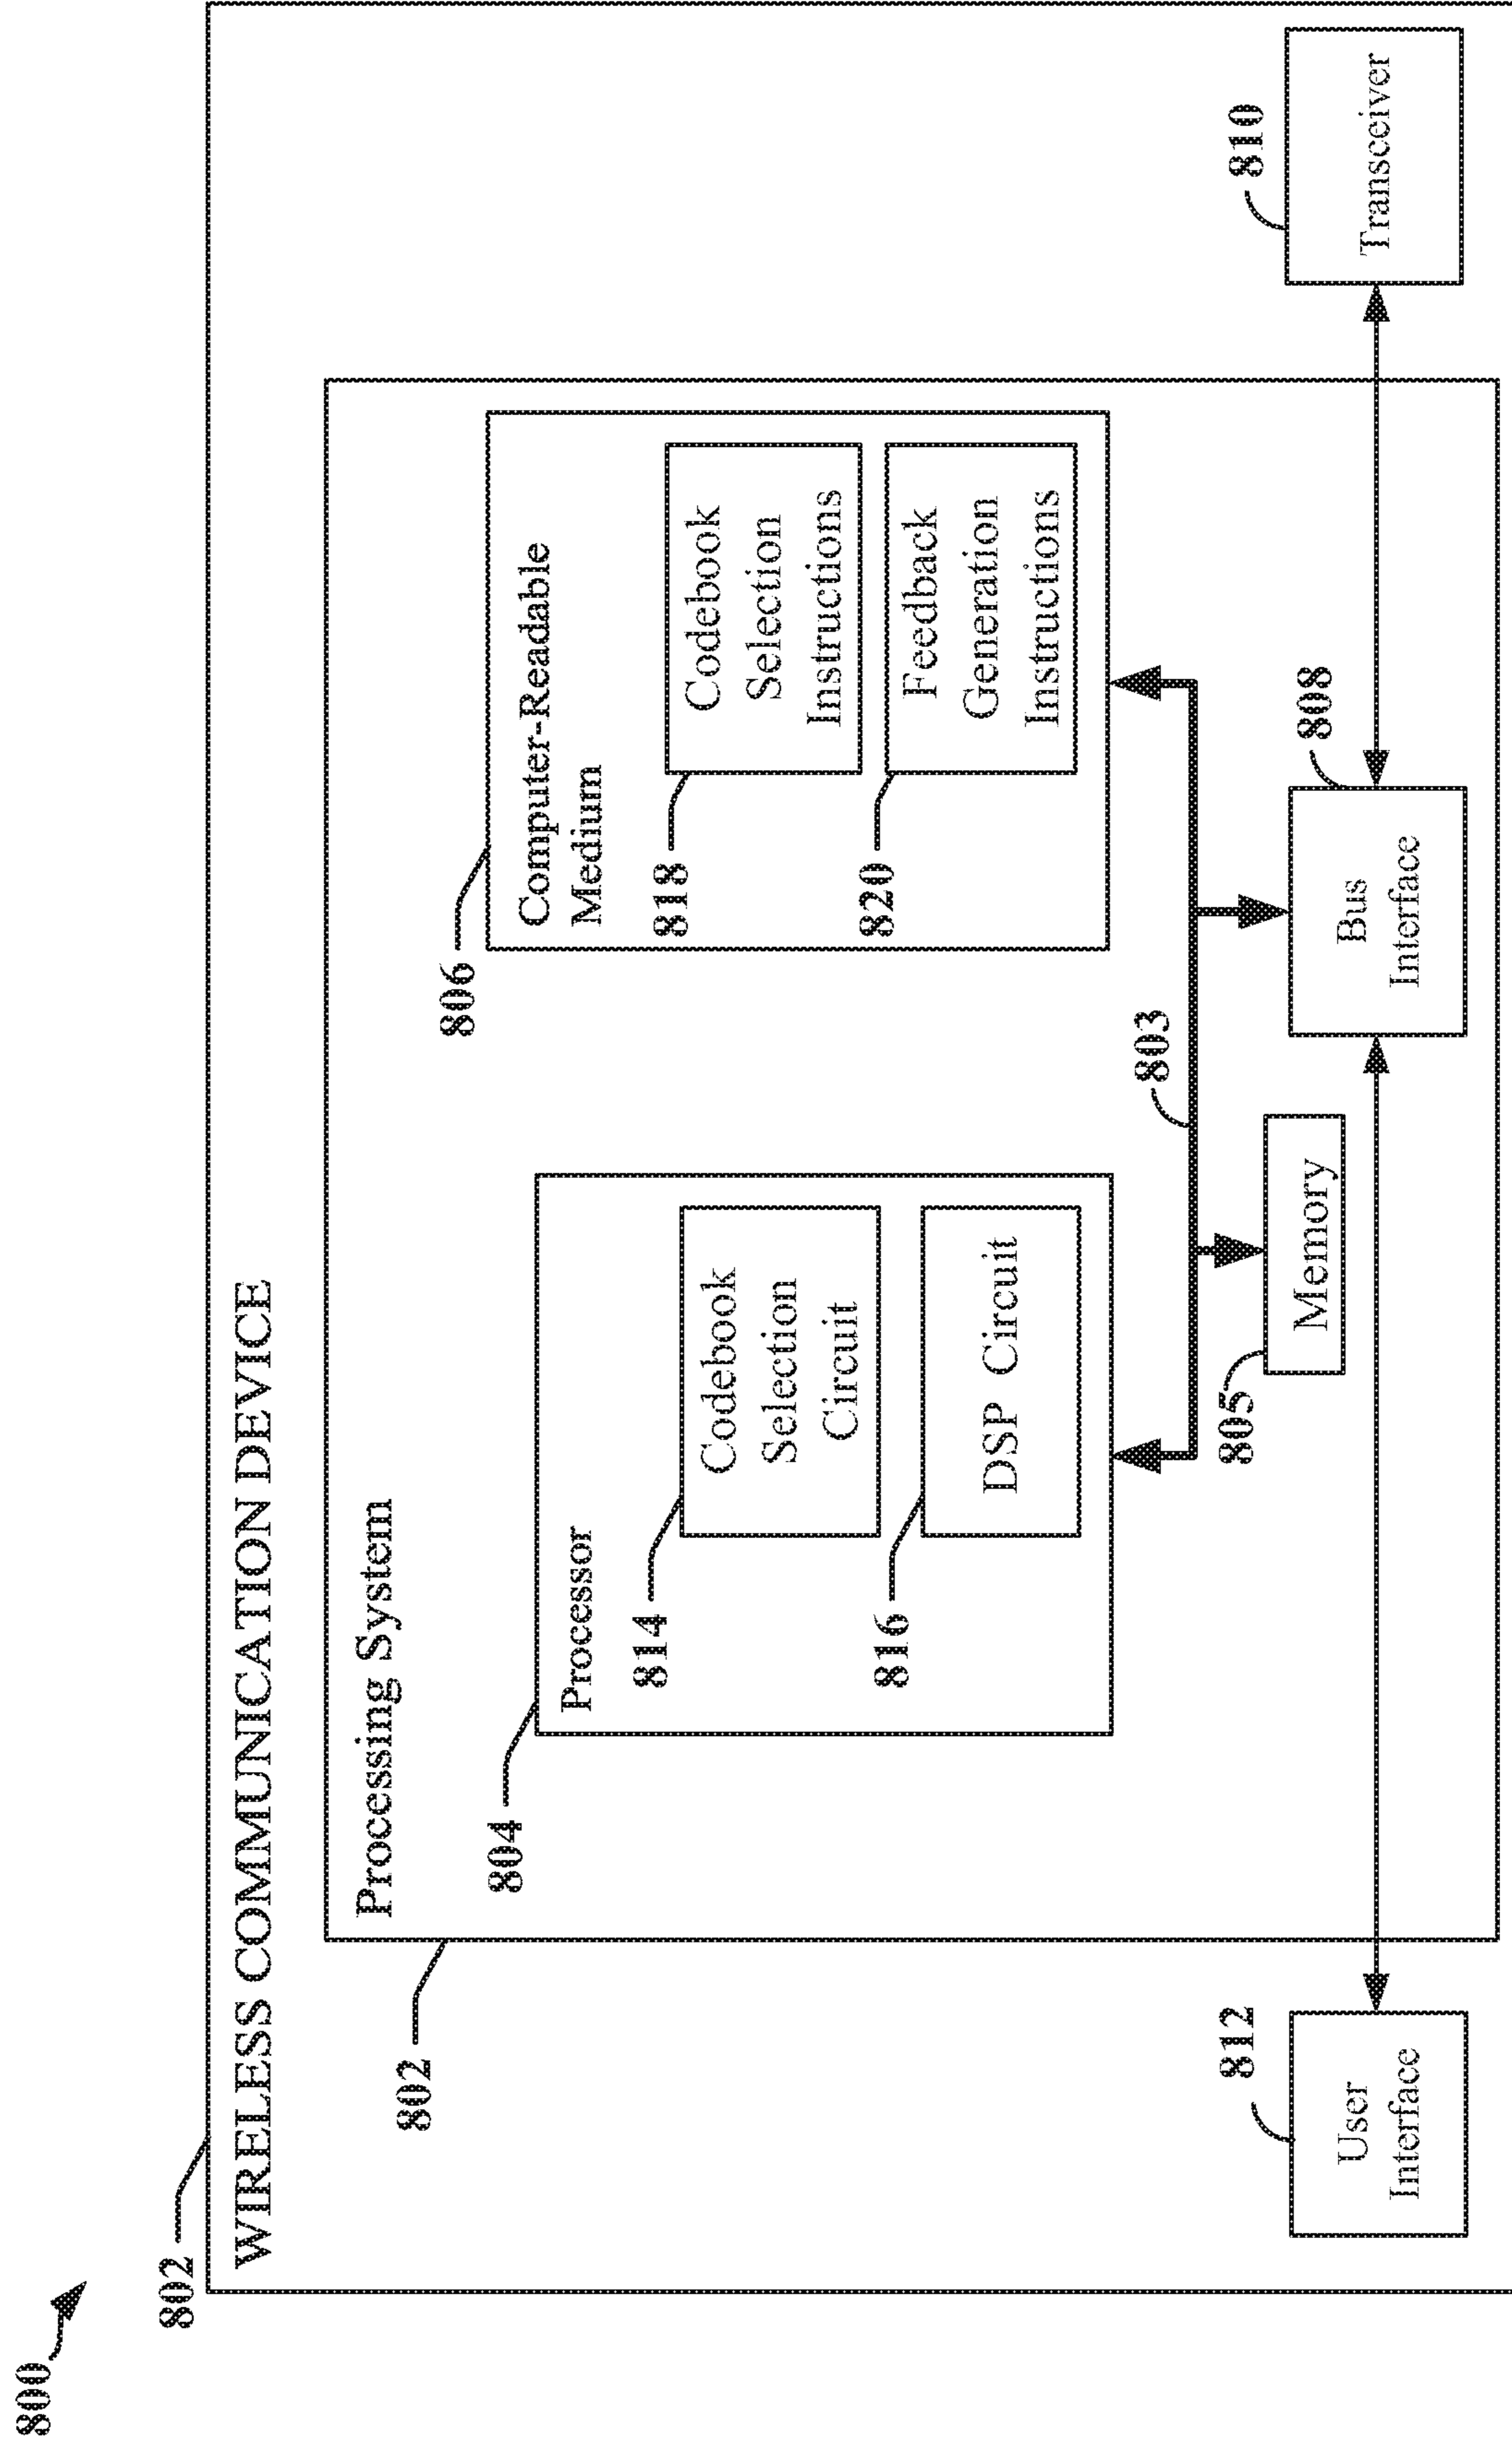 800
802
WIRELESS COMMUNICATION DEVICE
802
Processing System
804
Processor
814
Codebook
Selection
Circuit
816
DSP Circuit
806
Computer-Readable
Medium
818
Codebook
Selection
Instructions
820
Feedback
Generation
Instructions
803
805
Memory
812
User
Interface
808
Bus
Interface
810
Transceiver